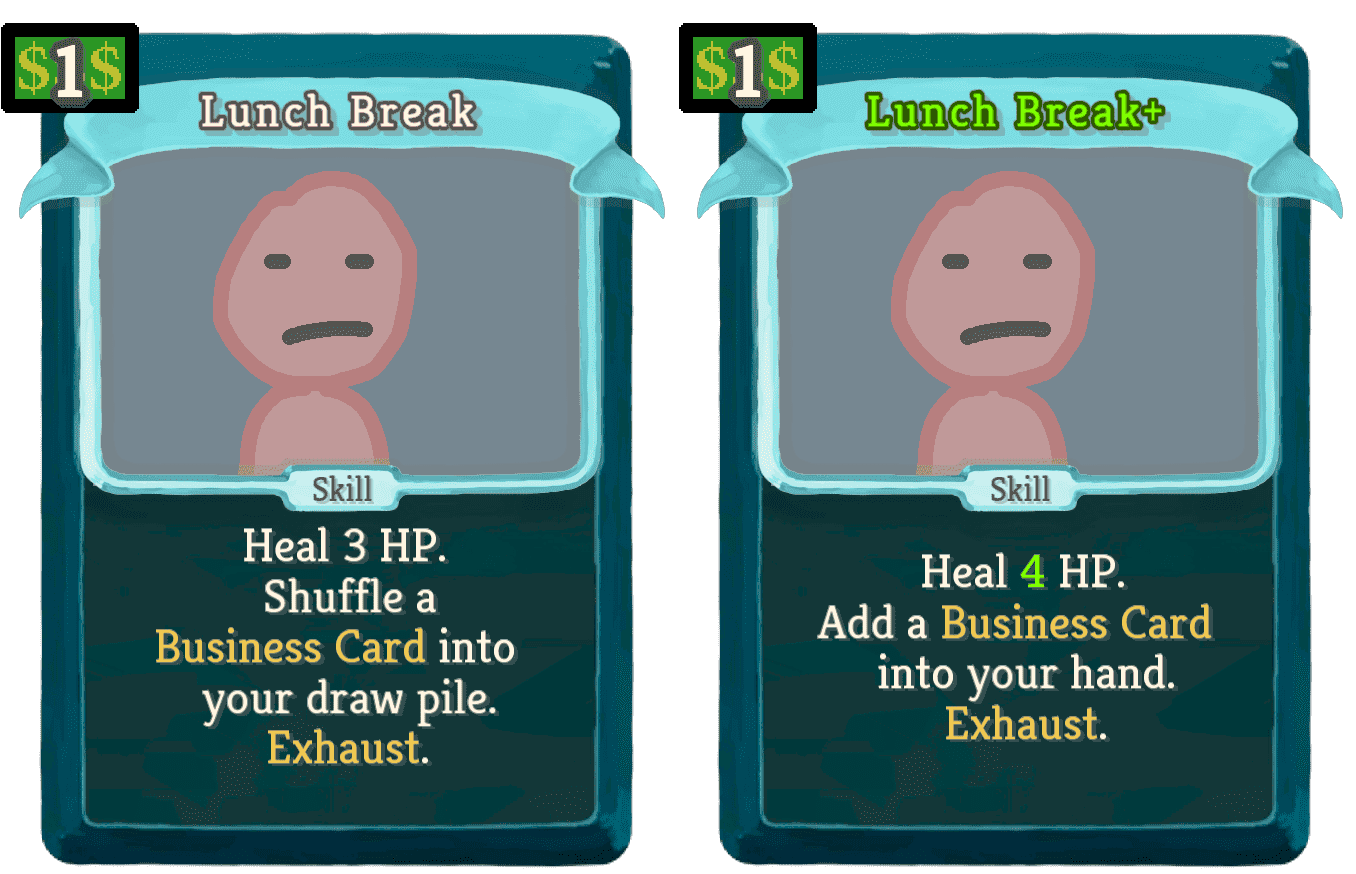 $1$
Lunch Break
Skill
Heal 3 HP.
Shuffle a
Business Card into
your draw pile.
Exhaust.
$1$
Lunch Break+
Skill
Heal 4 HP.
Add a Business Card
into your hand.
Exhaust.